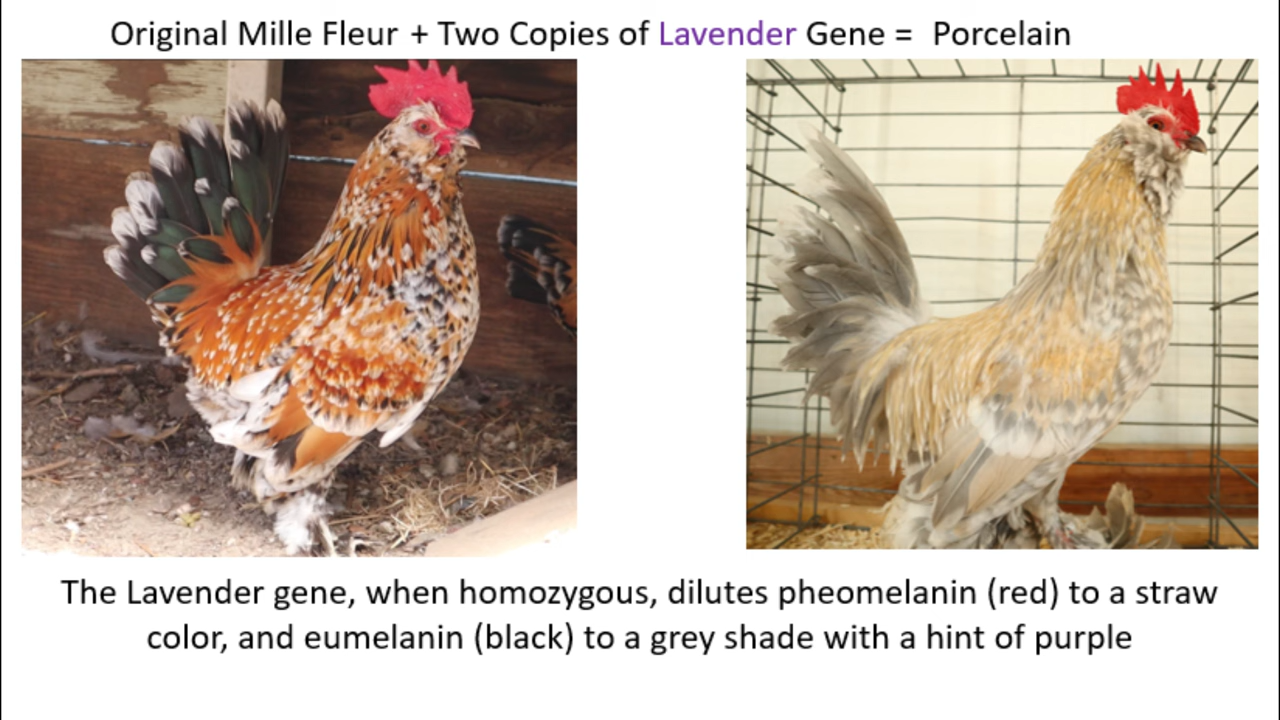 Original Mille Fleur + Two Copies of Lavender Gene = Porcelain
The Lavender gene, when homozygous, dilutes pheomelanin (red) to a straw
color, and eumelanin (black) to a grey shade with a hint of purple